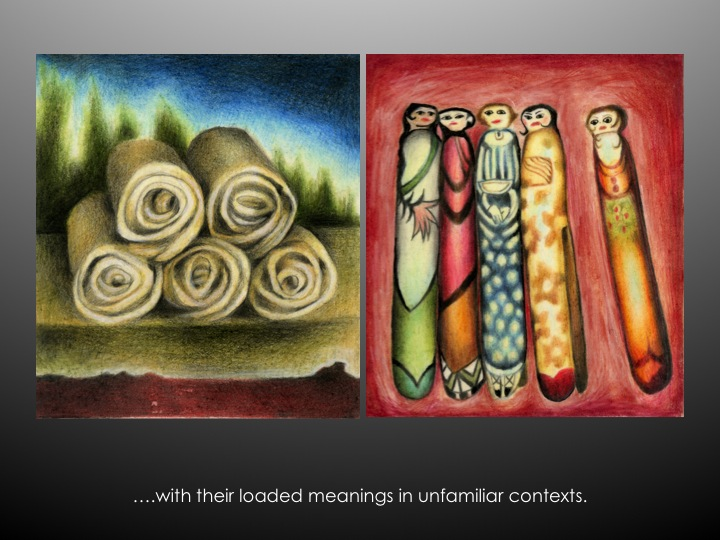 ….with their loaded meanings in unfamiliar contexts.